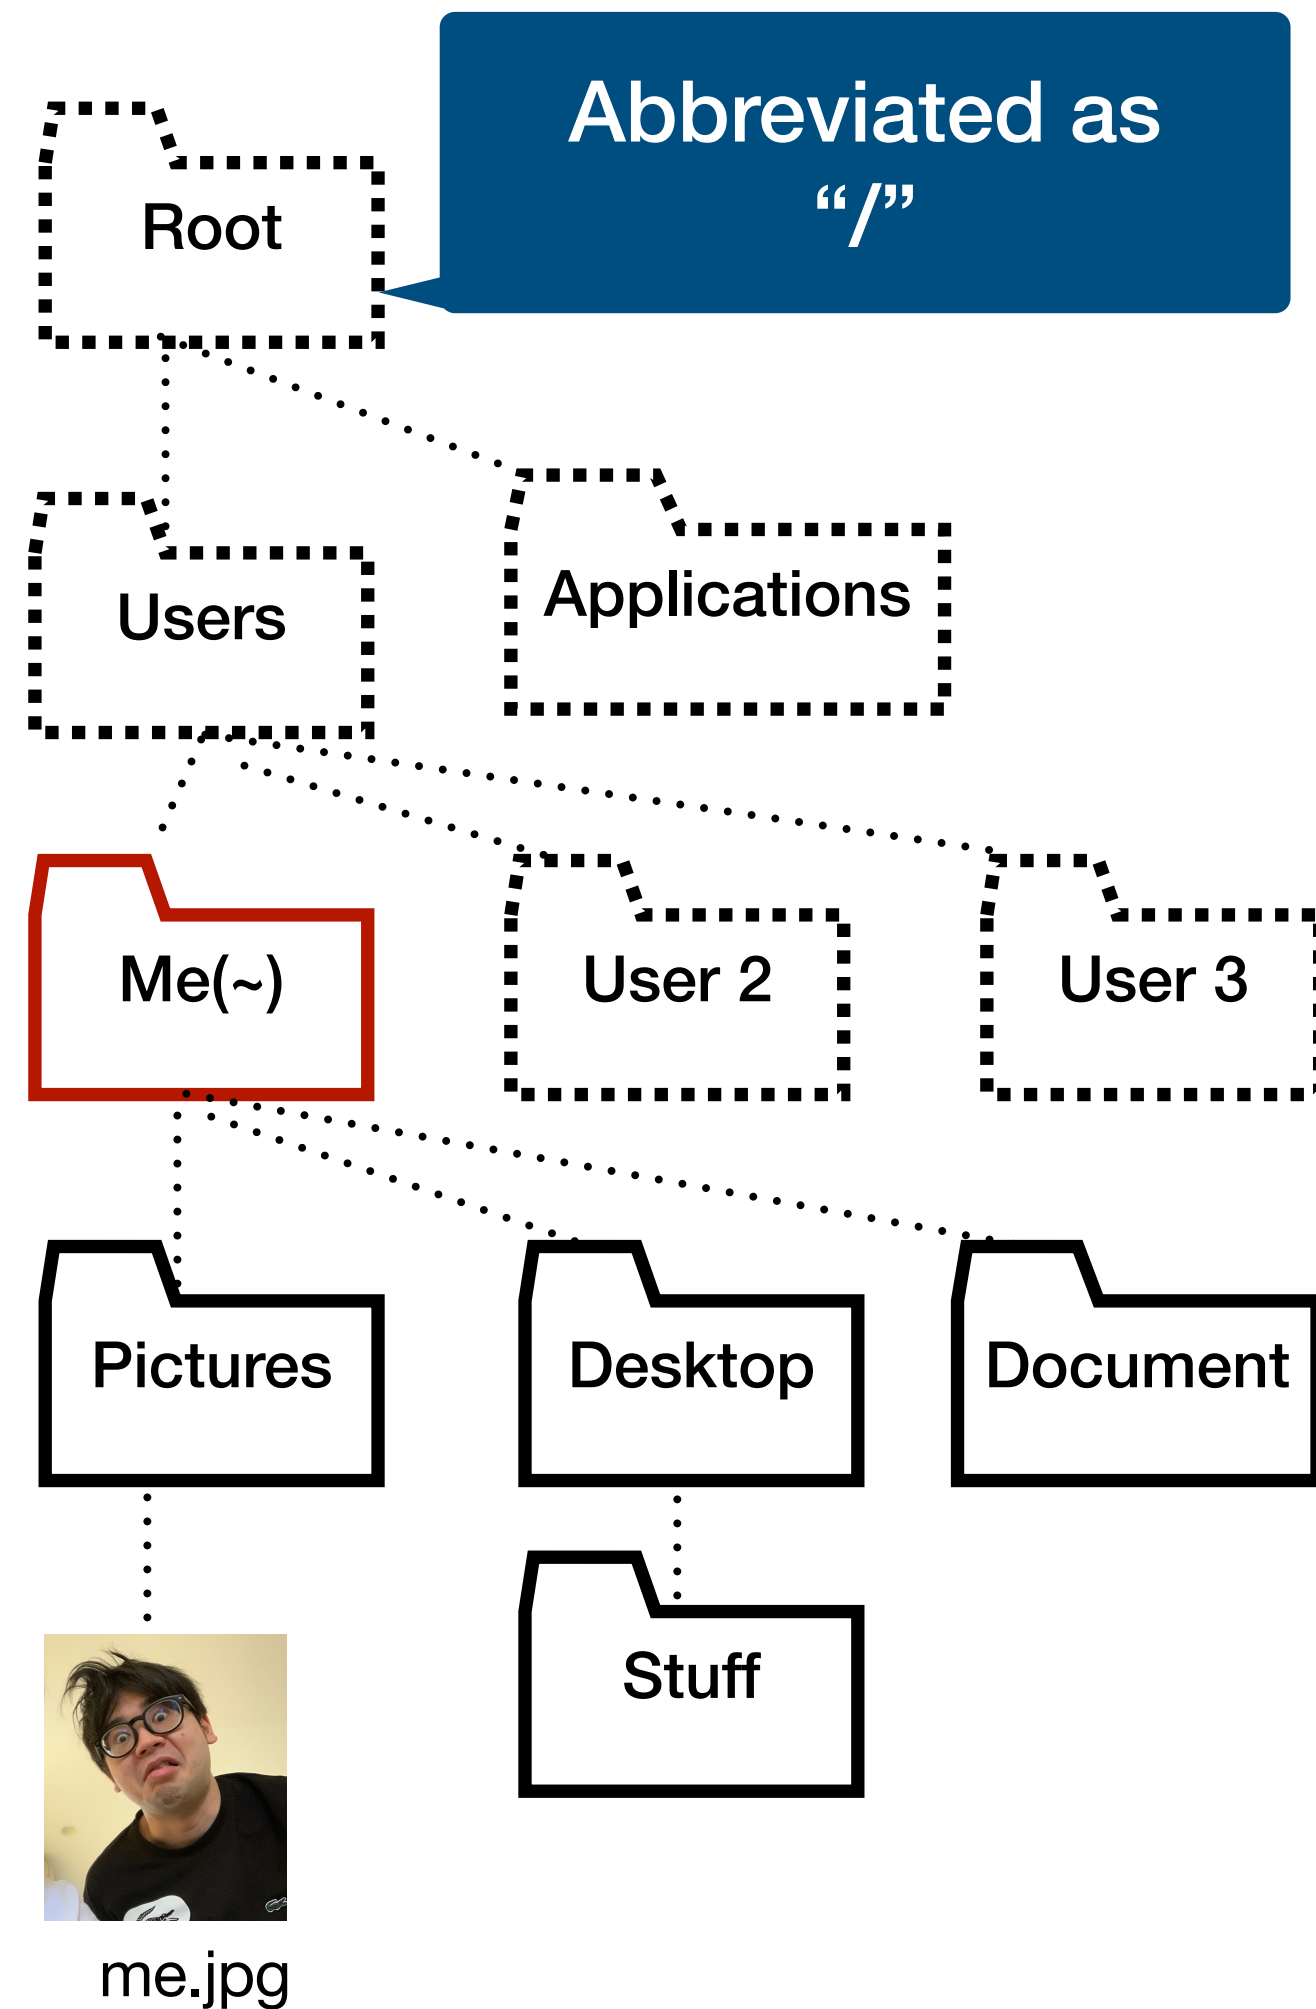 Abbreviated as
“/”
Root
Applications
Users
Me(~)
User 2
User 3
Pictures
Desktop
Document
Stuff
me.jpg